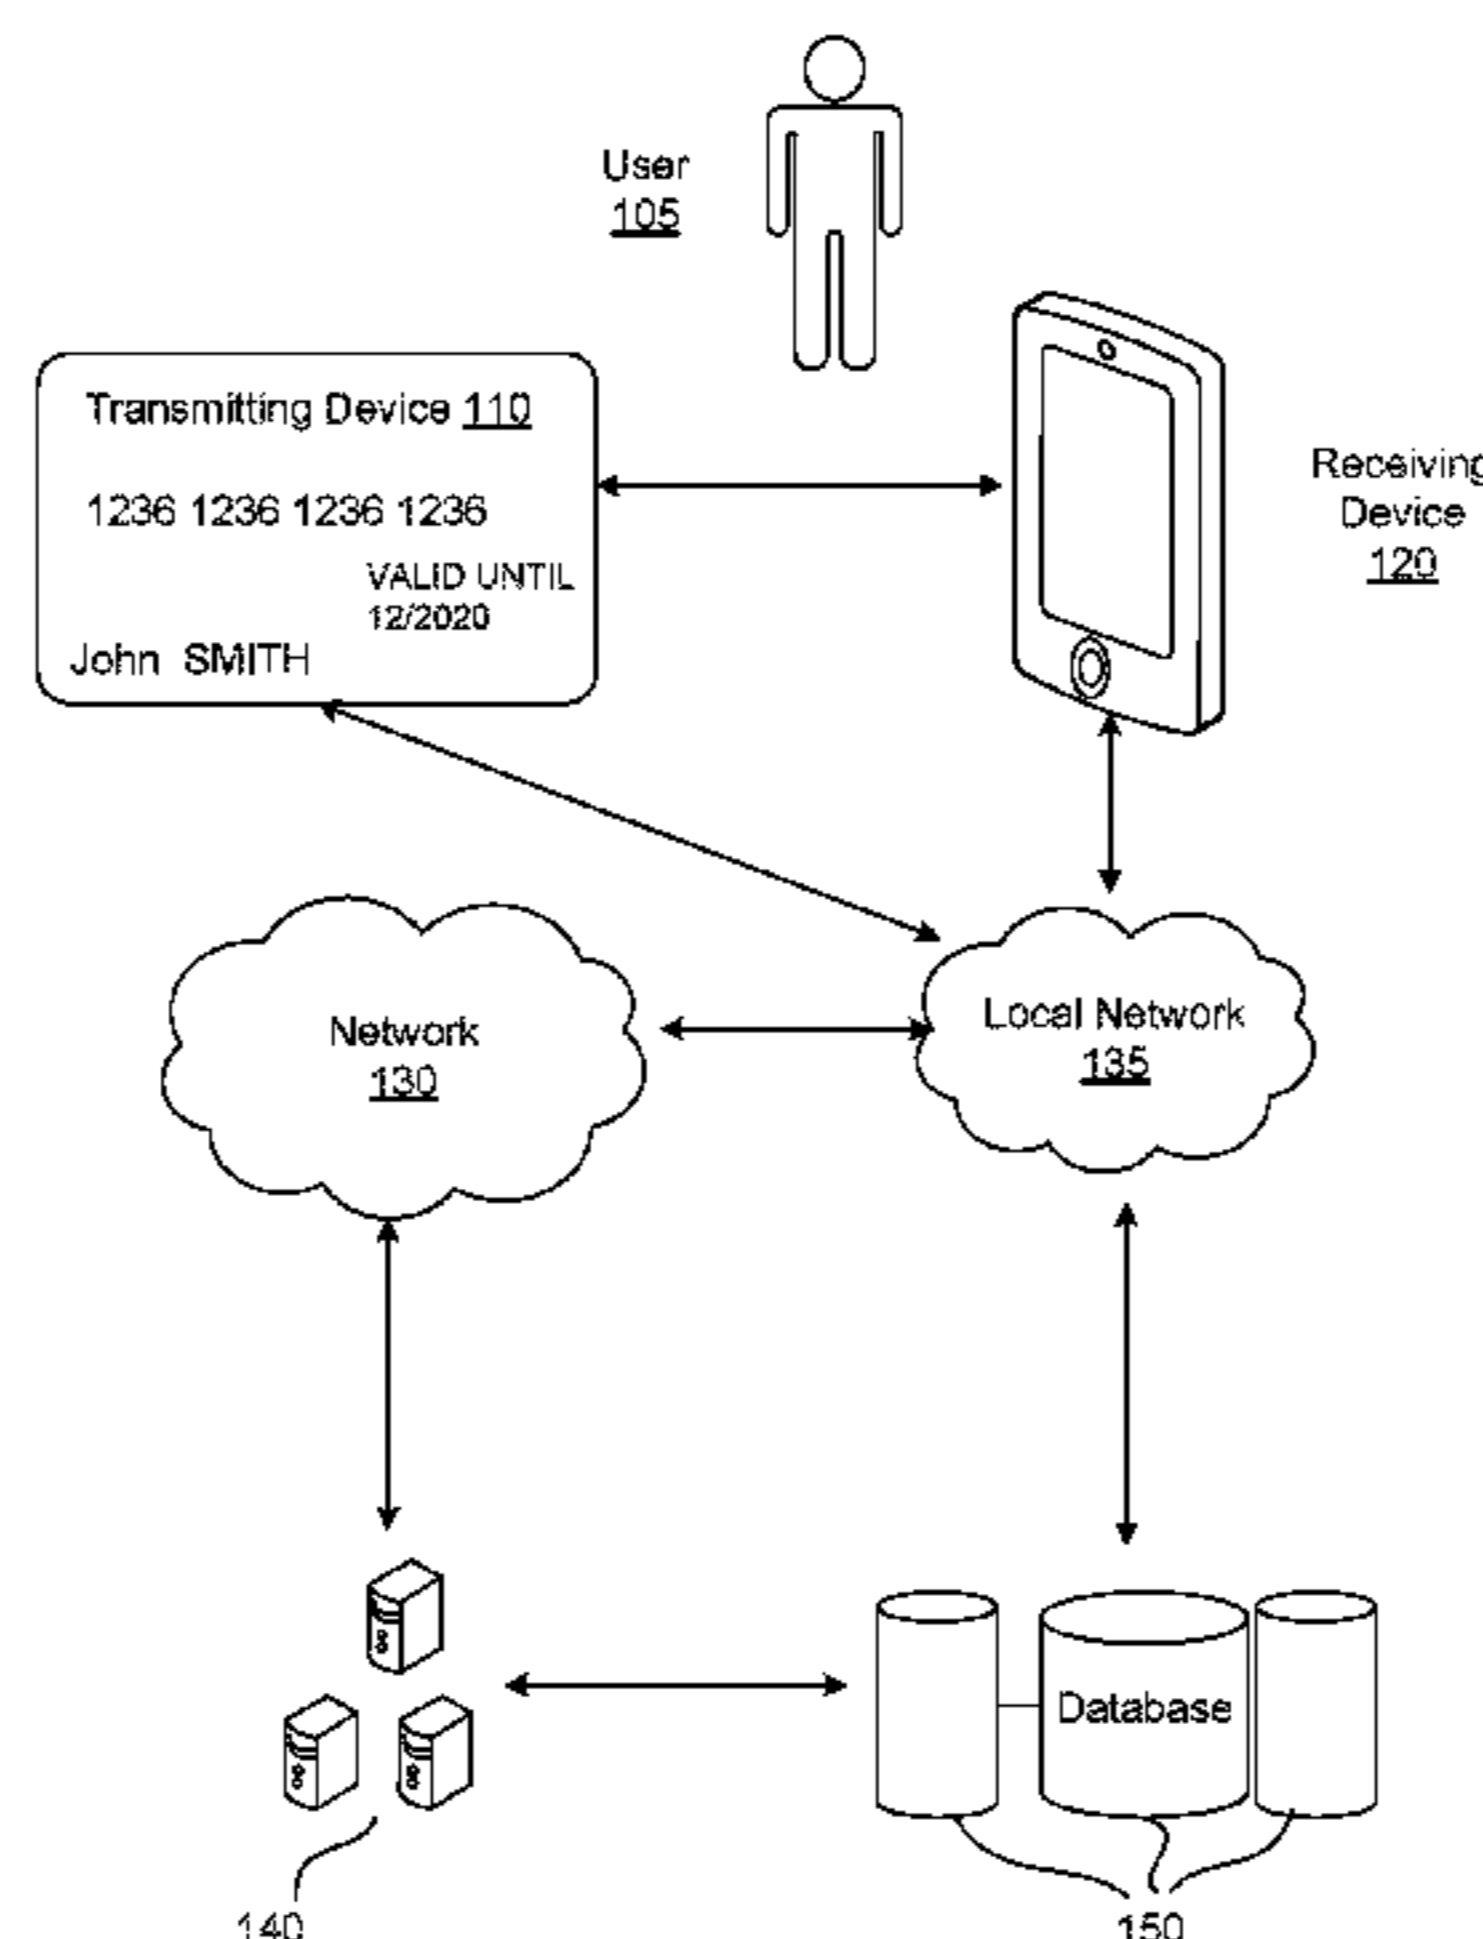 User
105
Transmitting Device 110
1236 1236 1236 1236
VALID UNTIL
12/2020
John SMITH
Receiving
Device
120
Network
130
Local Network
135
Database
140
150